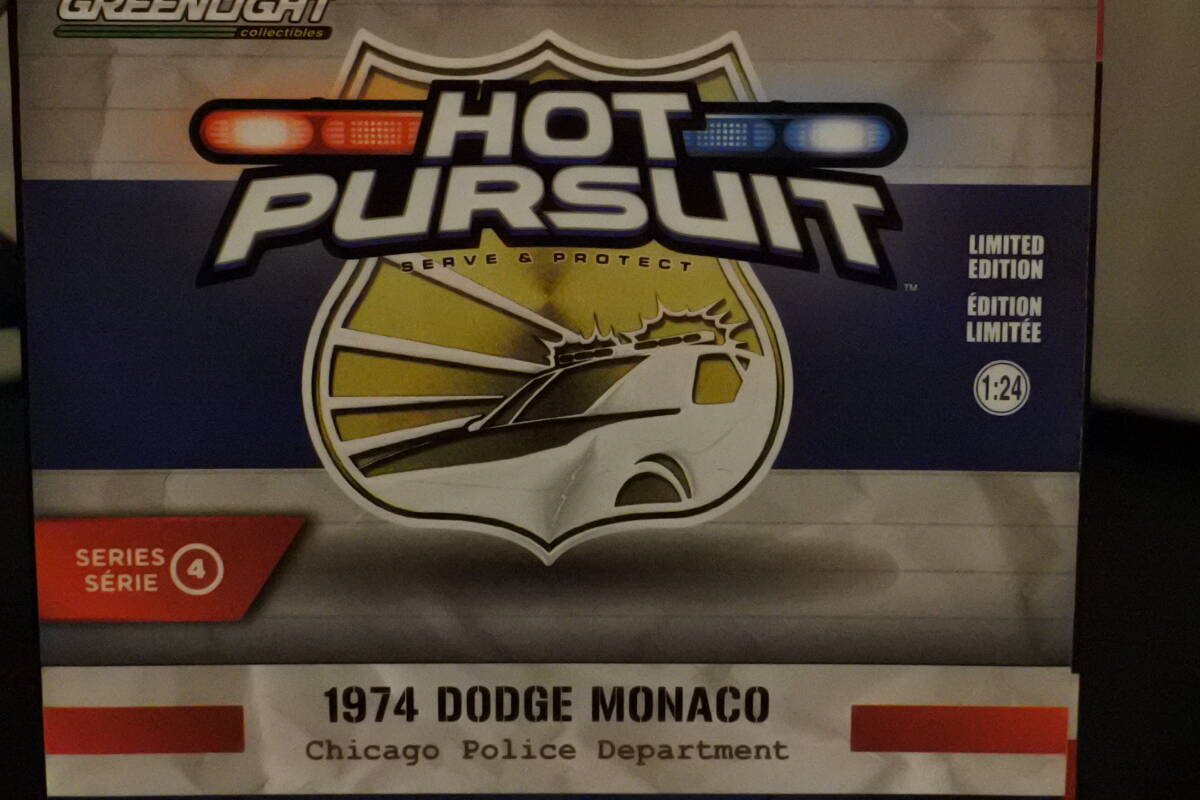 GREENLIGHT
collectibles
HOT
PURSUIT
TM
SERVE & PROTECT
LIMITED
EDITION
ÉDITION
LIMITÉE
1:24
SERIES
SÉRIE
4
1974 DODGE MONACO
Chicago Police Department